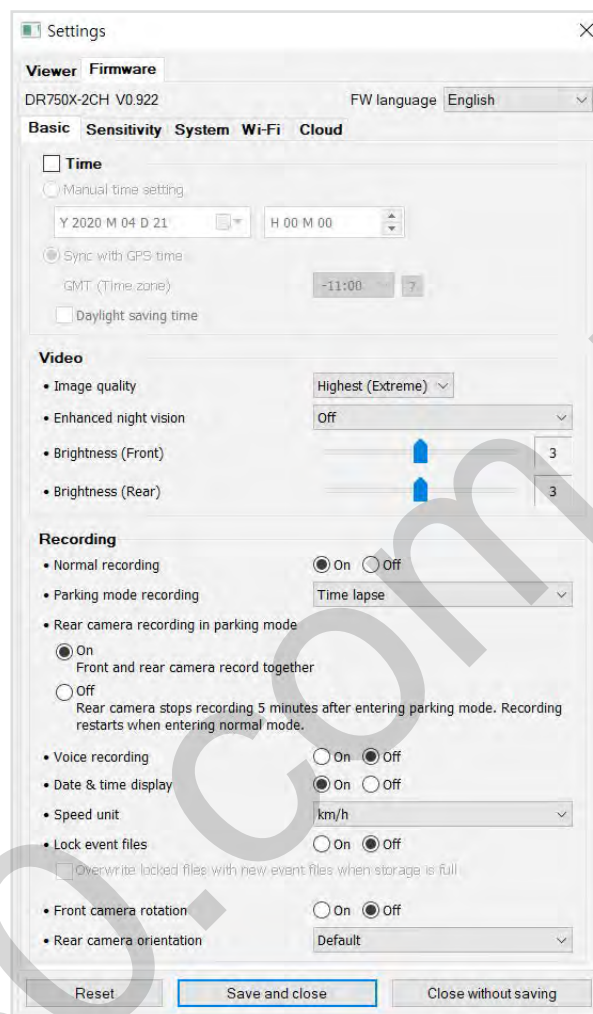 Settings
Viewer Firmware
DR750X-2CH V0.922 FW language English
Basic Sensitivity System Wi-Fi Cloud
Time
Manual time setting
Y 2020 M 04 D 21 H 00 M 00
Sync with GPS time
GMT (Time zone) -11:00 ?
Daylight saving time
Video
• Image quality Highest (Extreme)
• Enhanced night vision Off
• Brightness (Front) 3
• Brightness (Rear) 3
Recording
• Normal recording On Off
• Parking mode recording Time lapse
• Rear camera recording in parking mode
On
Front and rear camera record together
Off
Rear camera stops recording 5 minutes after entering parking mode. Recording
restarts when entering normal mode.
• Voice recording On Off
• Date & time display On Off
• Speed unit km/h
• Lock event files On Off
Overwrite locked files with new event files when storage is full
• Front camera rotation On Off
• Rear camera orientation Default
Reset Save and close Close without saving